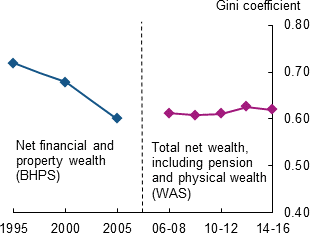 Gini coefficient
0.80
0.70
0.60
0.50
0.40
Net financial and
property wealth
(BHPS)
Total net wealth,
including pension
and physical wealth
(WAS)
1995 2000 2005 06-08 10-12 14-16